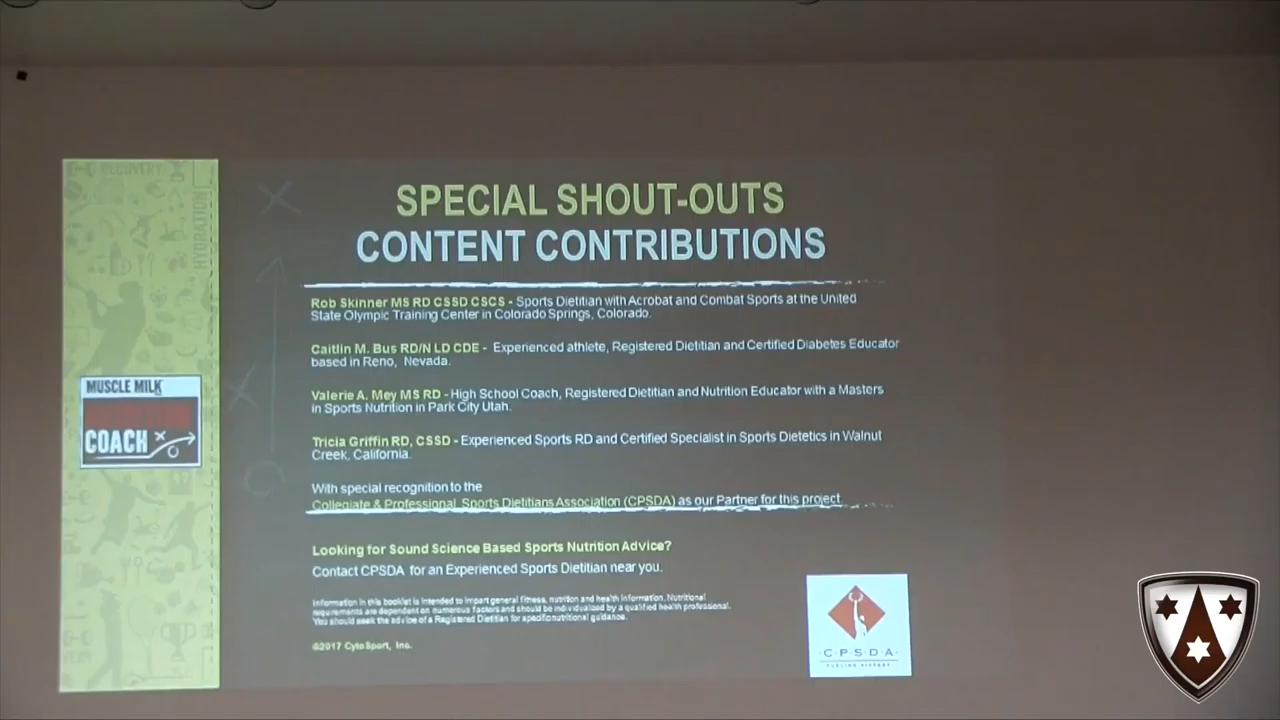 RECOVERY
HYDRATION
SPECIAL SHOUT-OUTS
CONTENT CONTRIBUTIONS
Rob Skinner MS RD CSSD CSCS - Sports Dietitian with Acrobat and Combat Sports at the United
State Olympic Training Center in Colorado Springs, Colorado.
Caitlin M. Bus RD/N LD CDE - Experienced athlete, Registered Dietitian and Certified Diabetes Educator
based in Reno, Nevada.
Valerie A. Mey MS RD - High School Coach, Registered Dietitian and Nutrition Educator with a Masters
in Sports Nutrition in Park City Utah.
Tricia Griffin RD, CSSD - Experienced Sports RD and Certified Specialist in Sports Dietetics in Walnut
Creek, California.
With special recognition to the
Collegiate & Professional Sports Dietitians Association (CPSDA) as our Partner for this project.
Looking for Sound Science Based Sports Nutrition Advice?
Contact CPSDA for an Experienced Sports Dietitian near you.
Information in this booklet is intended to impart general fitness, nutrition and health information. Nutritional
requirements are dependent on numerous factors and should be individualized by a qualified health professional.
You should seek the advice of a Registered Dietitian for specific nutritional guidance.
©2017 CytoSport, Inc.
MUSCLE MILK
COACH
C·P·S·D·A
FUELING VICTORY